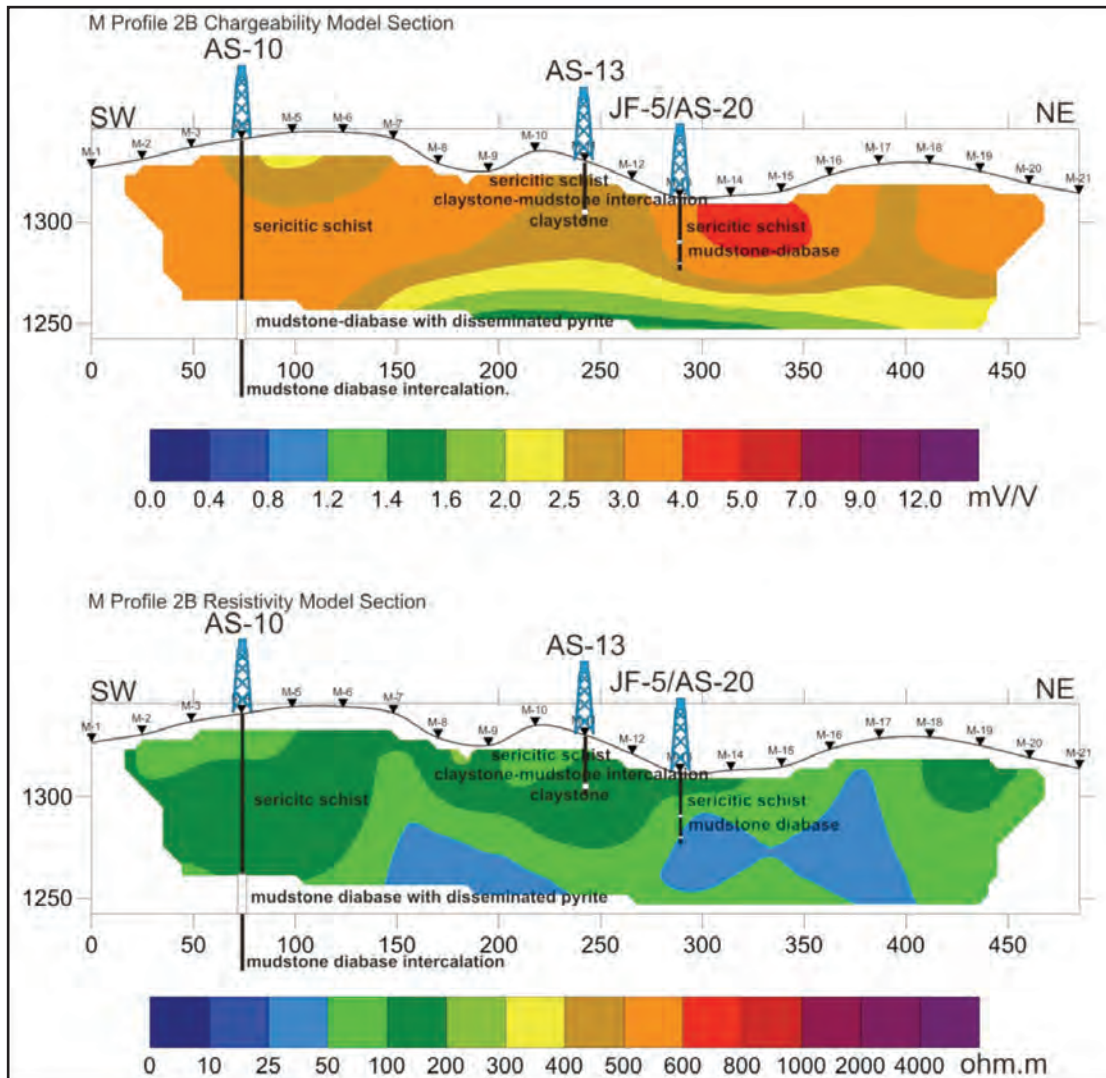 M Profile 2B Chargeability Model Section
AS-10
AS-13
JF-5/AS-20
SW
NE
M-1 M-2 M-3 M-5 M-6 M-7 M-8 M-9 M-10 M-12 M-14 M-15 M-16 M-17 M-18 M-19 M-20 M-21
sericitic schist
claystone-mudstone intercalation
claystone
sericitic schist
sericitic schist
mudstone-diabase
1300
1250
mudstone-diabase with disseminated pyrite
0 50 100 150 200 250 300 350 400 450
mudstone diabase intercalation.
0.0 0.4 0.8 1.2 1.4 1.6 2.0 2.5 3.0 4.0 5.0 7.0 9.0 12.0 mV/V
M Profile 2B Resistivity Model Section
AS-10
AS-13
JF-5/AS-20
SW
NE
M-1 M-2 M-3 M-5 M-6 M-7 M-8 M-9 M-10 M-12 M-14 M-15 M-16 M-17 M-18 M-19 M-20 M-21
sericitic schist
claystone-mudstone intercalation
claystone
sericitc schist
sericitic schist
mudstone diabase
1300
1250
mudstone diabase with disseminated pyrite
0 50 100 150 200 250 300 350 400 450
mudstone diabase intercalation
0 10 25 50 100 200 300 400 500 600 800 1000 2000 4000 ohm.m